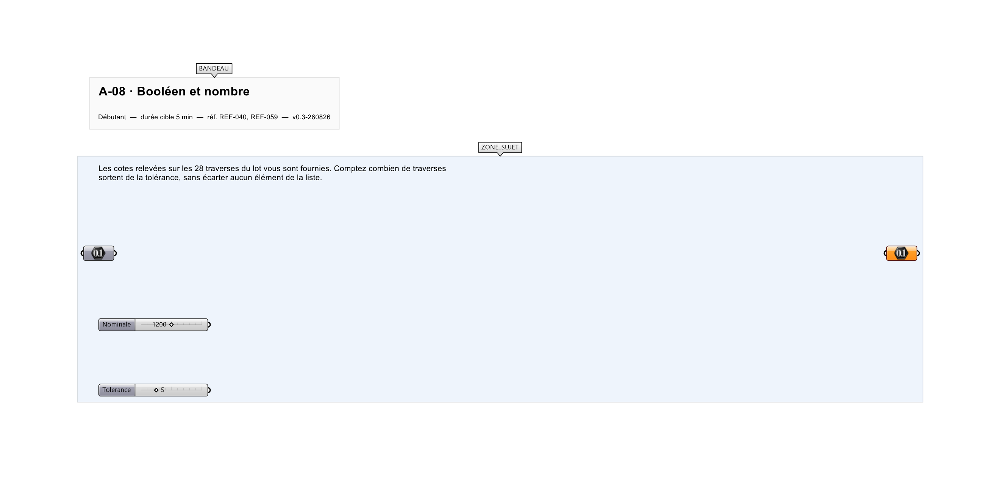 BANDEAU
A-08 · Booléen et nombre
Débutant — durée cible 5 min — réf. REF-040, REF-059 — v0.3-260826
ZONE_SUJET
Les cotes relevées sur les 28 traverses du lot vous sont fournies. Comptez combien de traverses
sortent de la tolérance, sans écarter aucun élément de la liste.
0.1
0.1
Nominale 1200
Tolerance 5